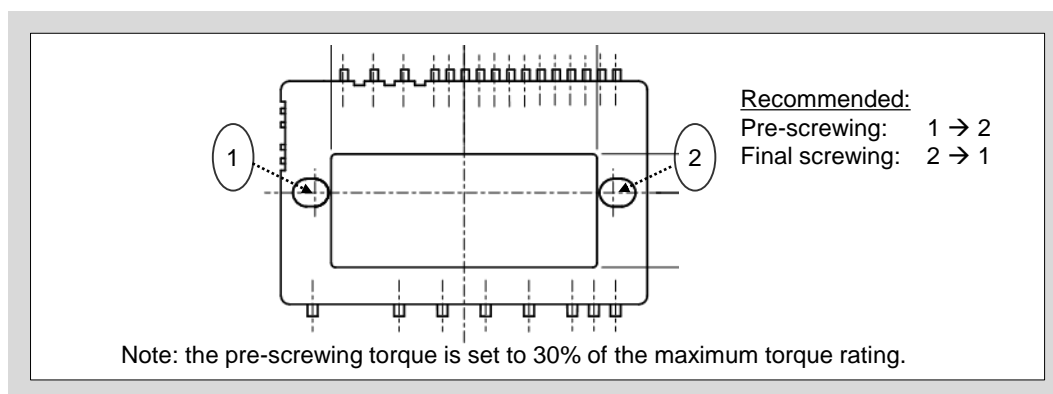 Recommended:
Pre-screwing: 1 → 2
Final screwing: 2 → 1
1
2
Note: the pre-screwing torque is set to 30% of the maximum torque rating.